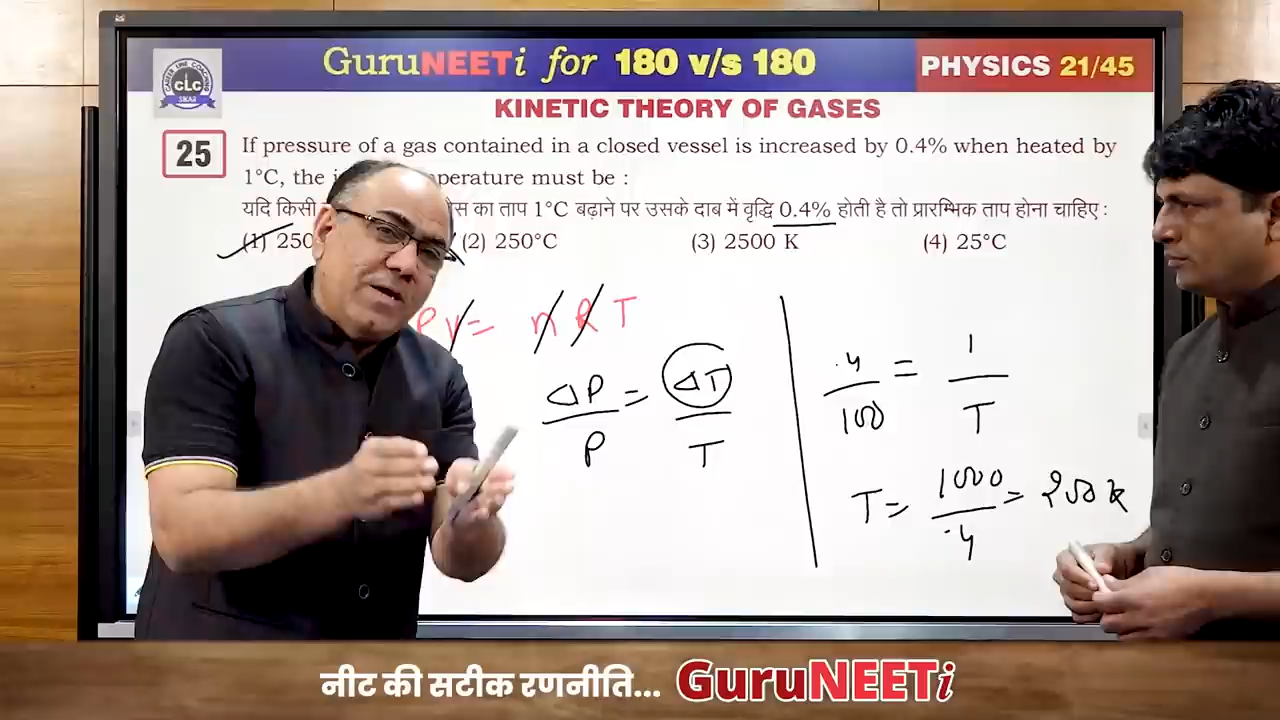 GuruNEETi for 180 v/s 180
PHYSICS 21/45
CLC
SIKAR
KINETIC THEORY OF GASES
25
If pressure of a gas contained in a closed vessel is increased by 0.4% when heated by
1°C, the perature must be :
यदि किसी का ताप 1°C बढ़ाने पर उसके दाब में वृद्धि 0.4% होती है तो प्रारम्भिक ताप होना चाहिए :
(1) 250 (2) 250°C (3) 2500 K (4) 25°C
PV = nRT
ΔP/P = ΔT/T
.4/100 = 1/T
T = 1000/.4 = 250 K
नीट की सटीक रणनीति... GuruNEETi